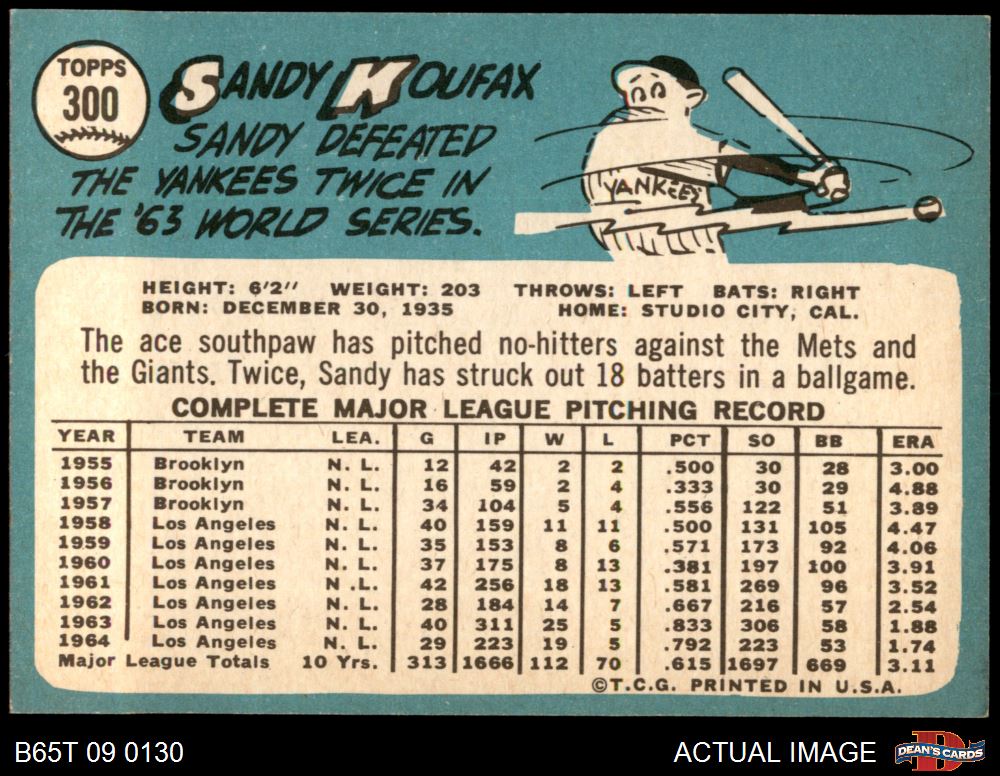 TOPPS
300
SANDY KOUFAX
SANDY DEFEATED
THE YANKEES TWICE IN
THE '63 WORLD SERIES.
YANKEES
HEIGHT: 6'2" WEIGHT: 203 THROWS: LEFT BATS: RIGHT
BORN: DECEMBER 30, 1935 HOME: STUDIO CITY, CAL.
The ace southpaw has pitched no-hitters against the Mets and
the Giants. Twice, Sandy has struck out 18 batters in a ballgame.
COMPLETE MAJOR LEAGUE PITCHING RECORD
YEAR TEAM LEA. G IP W L PCT SO BB ERA
1955 Brooklyn N. L. 12 42 2 2 .500 30 28 3.00
1956 Brooklyn N. L. 16 59 2 4 .333 30 29 4.88
1957 Brooklyn N. L. 34 104 5 4 .556 122 51 3.89
1958 Los Angeles N. L. 40 159 11 11 .500 131 105 4.47
1959 Los Angeles N. L. 35 153 8 6 .571 173 92 4.06
1960 Los Angeles N. L. 37 175 8 13 .381 197 100 3.91
1961 Los Angeles N .L. 42 256 18 13 .581 269 96 3.52
1962 Los Angeles N. L. 28 184 14 7 .667 216 57 2.54
1963 Los Angeles N. L. 40 311 25 5 .833 306 58 1.88
1964 Los Angeles N. L. 29 223 19 5 .792 223 53 1.74
Major League Totals 10 Yrs. 313 1666 112 70 .615 1697 669 3.11
©T.C.G. PRINTED IN U.S.A.
B65T 09 0130 ACTUAL IMAGE
D
DEAN'S CARDS